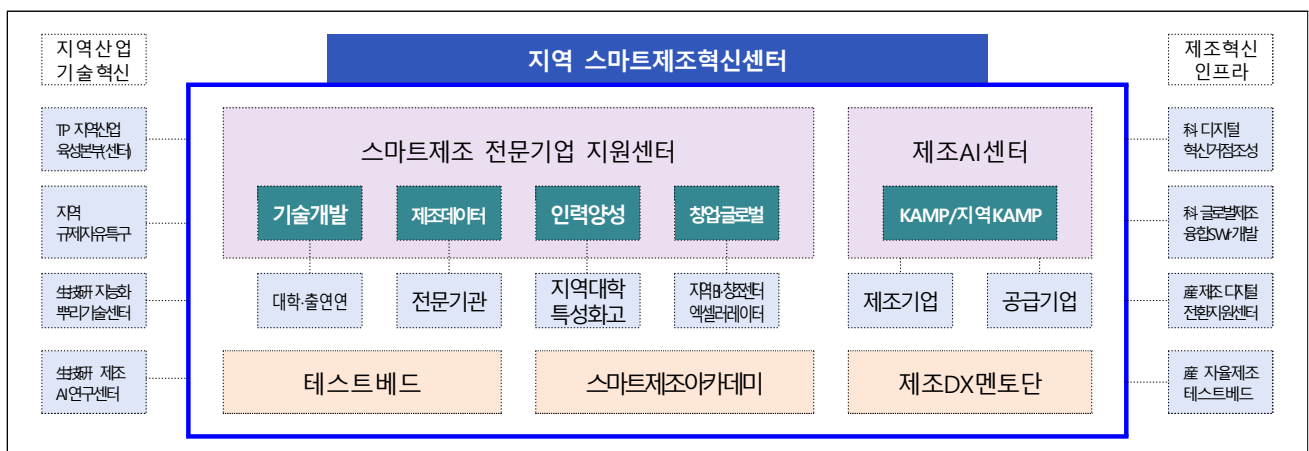 지역산업
기술혁신
지역 스마트제조혁신센터
제조혁신
인프라
TP 지역산업
육성본부(센터)
지역
규제자유특구
生技硏 지능화
뿌리기술센터
生技硏 제조
AI연구센터
스마트제조 전문기업 지원센터
기술개발
제조데이터
인력양성
창업글로벌
대학·출연연
전문기관
지역대학
특성화고
지역BI·창조센터
엑셀러레이터
제조AI센터
KAMP/지역KAMP
제조기업
공급기업
테스트베드
스마트제조아카데미
제조DX멘토단
科 디지털
혁신거점조성
科 글로벌제조
융합SW개발
産 제조 디지털
전환지원센터
産 자율제조
테스트베드